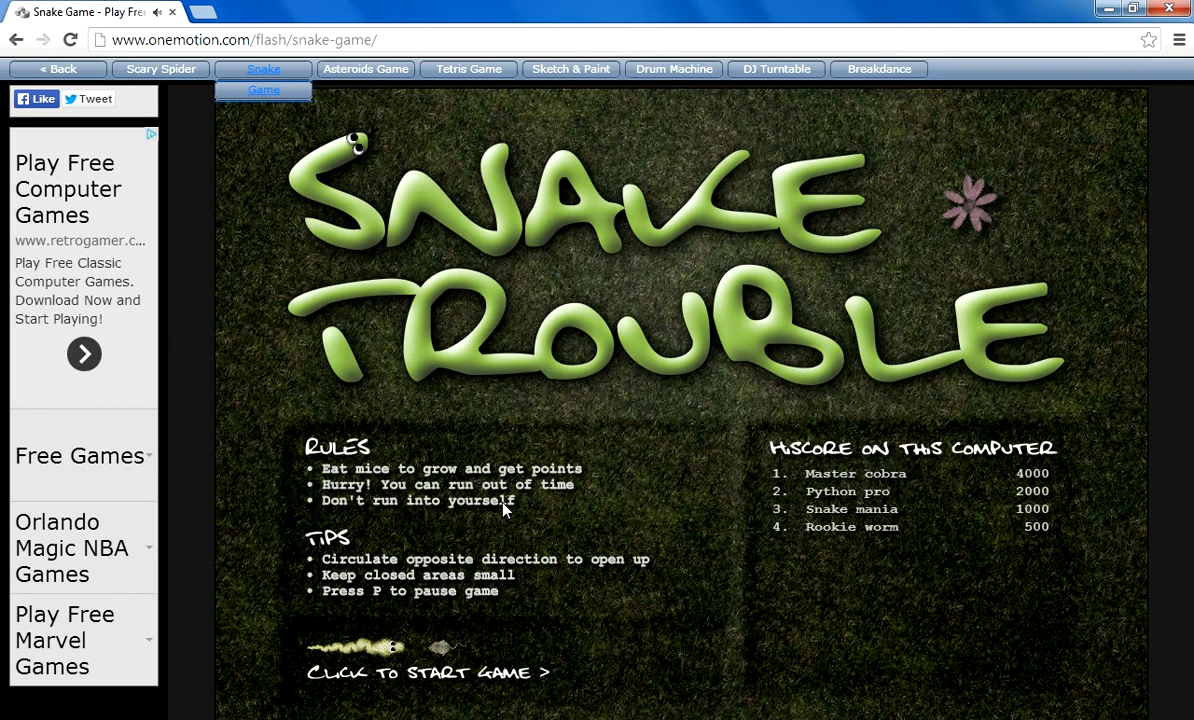 Snake Game - Play Fre
www.onemotion.com/flash/snake-game/
« Back
Scary Spider
Snake Game
Asteroids Game
Tetris Game
Sketch & Paint
Drum Machine
DJ Turntable
Breakdance
Like
Tweet
Play Free
Computer
Games
www.retrogamer.c...
Play Free Classic
Computer Games.
Download Now and
Start Playing!
Free Games
Orlando
Magic NBA
Games
Play Free
Marvel
Games
SNAKE
TROUBLE
RULES
• Eat mice to grow and get points
• Hurry! You can run out of time
• Don't run into yourself
TIPS
• Circulate opposite direction to open up
• Keep closed areas small
• Press P to pause game
CLICK TO START GAME >
HISCORE ON THIS COMPUTER
1. Master cobra 4000
2. Python pro 2000
3. Snake mania 1000
4. Rookie worm 500